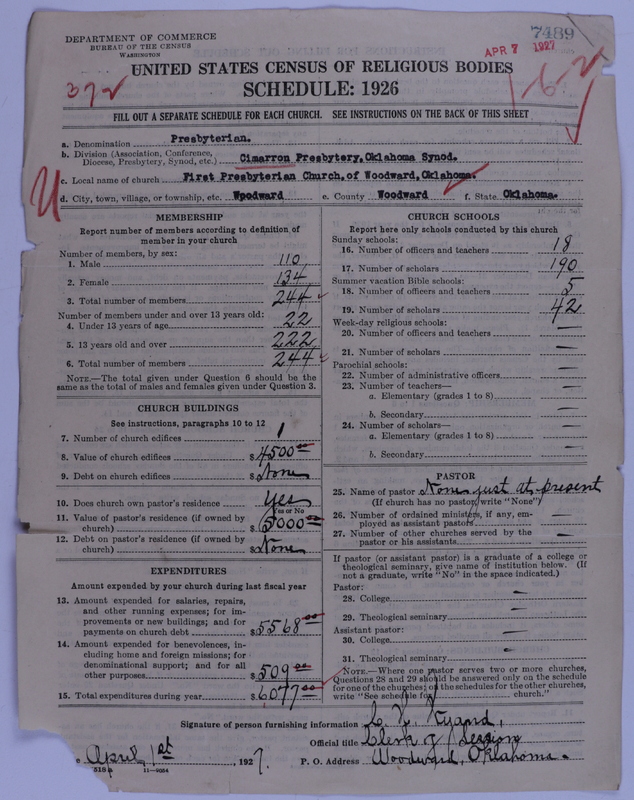 DEPARTMENT OF COMMERCE
BUREAU OF THE CENSUS
WASHINGTON
7489
APR 8 1927
372
UNITED STATES CENSUS OF RELIGIOUS BODIES
SCHEDULE: 1926
FILL OUT A SEPARATE SCHEDULE FOR EACH CHURCH. SEE INSTRUCTIONS ON THE BACK OF THIS SHEET
a. Denomination Presbyterian.
b. Division (Association, Conference, Diocese, Presbytery, Synod, etc.) Cimarron Presbytery, Oklahoma Synod.
c. Local name of church First Presbyterian Church, of Woodward, Oklahoma.
d. City, town, village, or township, etc. Woodward e. County Woodward f. State Oklahoma.
MEMBERSHIP
Report number of members according to definition of
member in your church
Number of members, by sex:
1. Male 110
2. Female 134
3. Total number of members 244
Number of members under and over 13 years old:
4. Under 13 years of age 22
5. 13 years old and over 222
6. Total number of members 244
NOTE.—The total given under Question 6 should be
same as the total of males and females given under Question 3.
CHURCH BUILDINGS
See instructions, paragraphs 10 to 12
7. Number of church edifices 1
8. Value of church edifices $4500.00
9. Debt on church edifices $None
10. Does church own pastor's residence Yes
Yes or No
11. Value of pastor's residence (if owned by
church) $5000.00
12. Debt on pastor's residence (if owned by
church) $None
EXPENDITURES
Amount expended by your church during last fiscal year
13. Amount expended for salaries, repairs,
and other running expenses; for im-
provements or new buildings; and for
payments on church debt $5568.00
14. Amount expended for benevolences, in-
cluding home and foreign missions; for
denominational support; and for all
other purposes $509.00
15. Total expenditures during year $6077.00
CHURCH SCHOOLS
Report here only schools conducted by this church
Sunday schools:
16. Number of officers and teachers 18
17. Number of scholars 190
Summer vacation Bible schools:
18. Number of officers and teachers 5
19. Number of scholars 42
Week-day religious schools:
20. Number of officers and teachers —
21. Number of scholars —
Parochial schools:
22. Number of administrative officers —
23. Number of teachers—
a. Elementary (grades 1 to 8) —
b. Secondary —
24. Number of scholars—
a. Elementary (grades 1 to 8) —
b. Secondary —
PASTOR
25. Name of pastor None just at present
(If church has no pastor, write "None")
26. Number of ordained ministers, if any, em-
ployed as assistant pastors —
27. Number of other churches served by the
pastor or his assistants —
If pastor (or assistant pastor) is a graduate of a college or
theological seminary, give name of institution below. (If
not a graduate, write "No" in the space indicated.)
Pastor:
28. College —
29. Theological seminary —
Assistant pastor:
30. College —
31. Theological seminary —
NOTE.—Where one pastor serves two or more churches,
Questions 28 and 29 should be answered only on the schedule
for one of the churches; of the schedules for the other churches,
write "See schedule for church."
Signature of person furnishing information
Official title Clerk of Session
April 1st, 1927. P. O. Address Woodward, Oklahoma.
11—9054